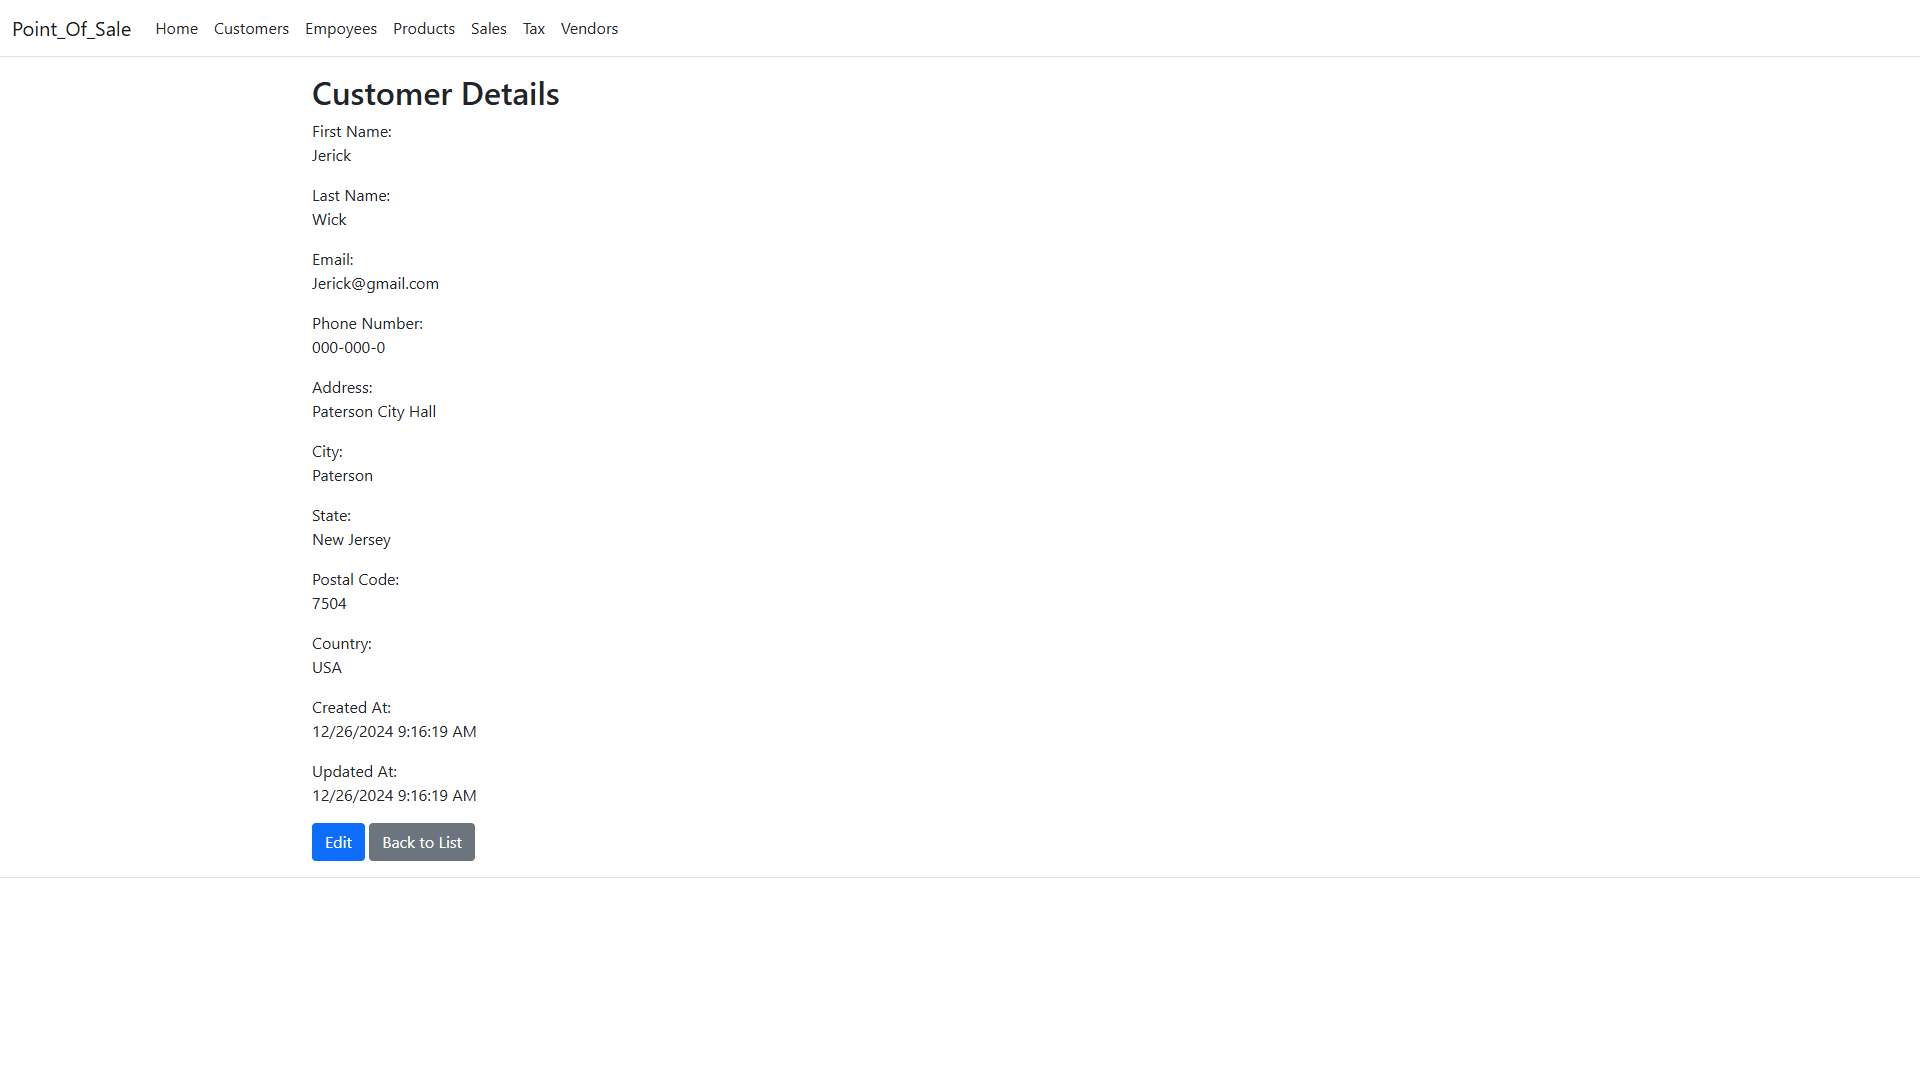 Point_Of_Sale Home Customers Empoyees Products Sales Tax Vendors
Customer Details
First Name:
Jerick
Last Name:
Wick
Email:
Jerick@gmail.com
Phone Number:
000-000-0
Address:
Paterson City Hall
City:
Paterson
State:
New Jersey
Postal Code:
7504
Country:
USA
Created At:
12/26/2024 9:16:19 AM
Updated At:
12/26/2024 9:16:19 AM
Edit Back to List